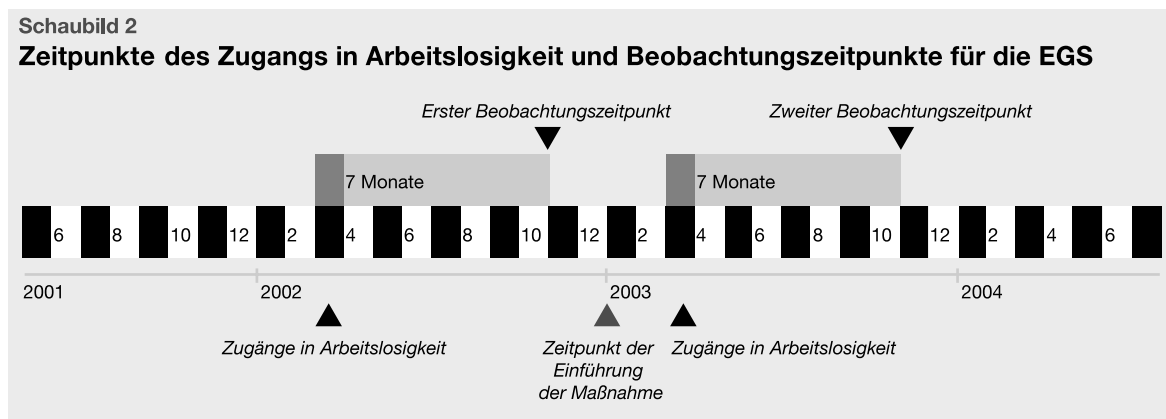 Schaubild 2
Zeitpunkte des Zugangs in Arbeitslosigkeit und Beobachtungszeitpunkte für die EGS
Erster Beobachtungszeitpunkt Zweiter Beobachtungszeitpunkt
7 Monate 7 Monate
6 8 10 12 2 4 6 8 10 12 2 4 6 8 10 12 2 4 6
2001 2002 2003 2004
Zugänge in Arbeitslosigkeit Zeitpunkt der Zugänge in Arbeitslosigkeit
Einführung
der Maßnahme